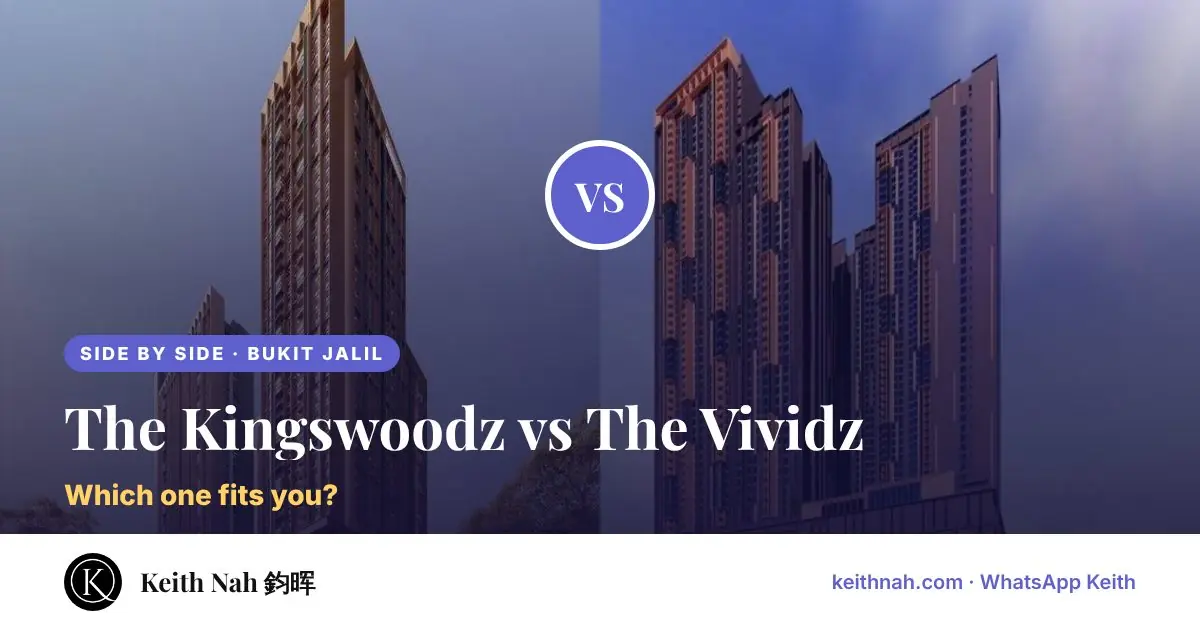 VS
SIDE BY SIDE · BUKIT JALIL
The Kingswoodz vs The Vividz
Which one fits you?
K
Keith Nah 鈞晖
keithnah.com · WhatsApp Keith